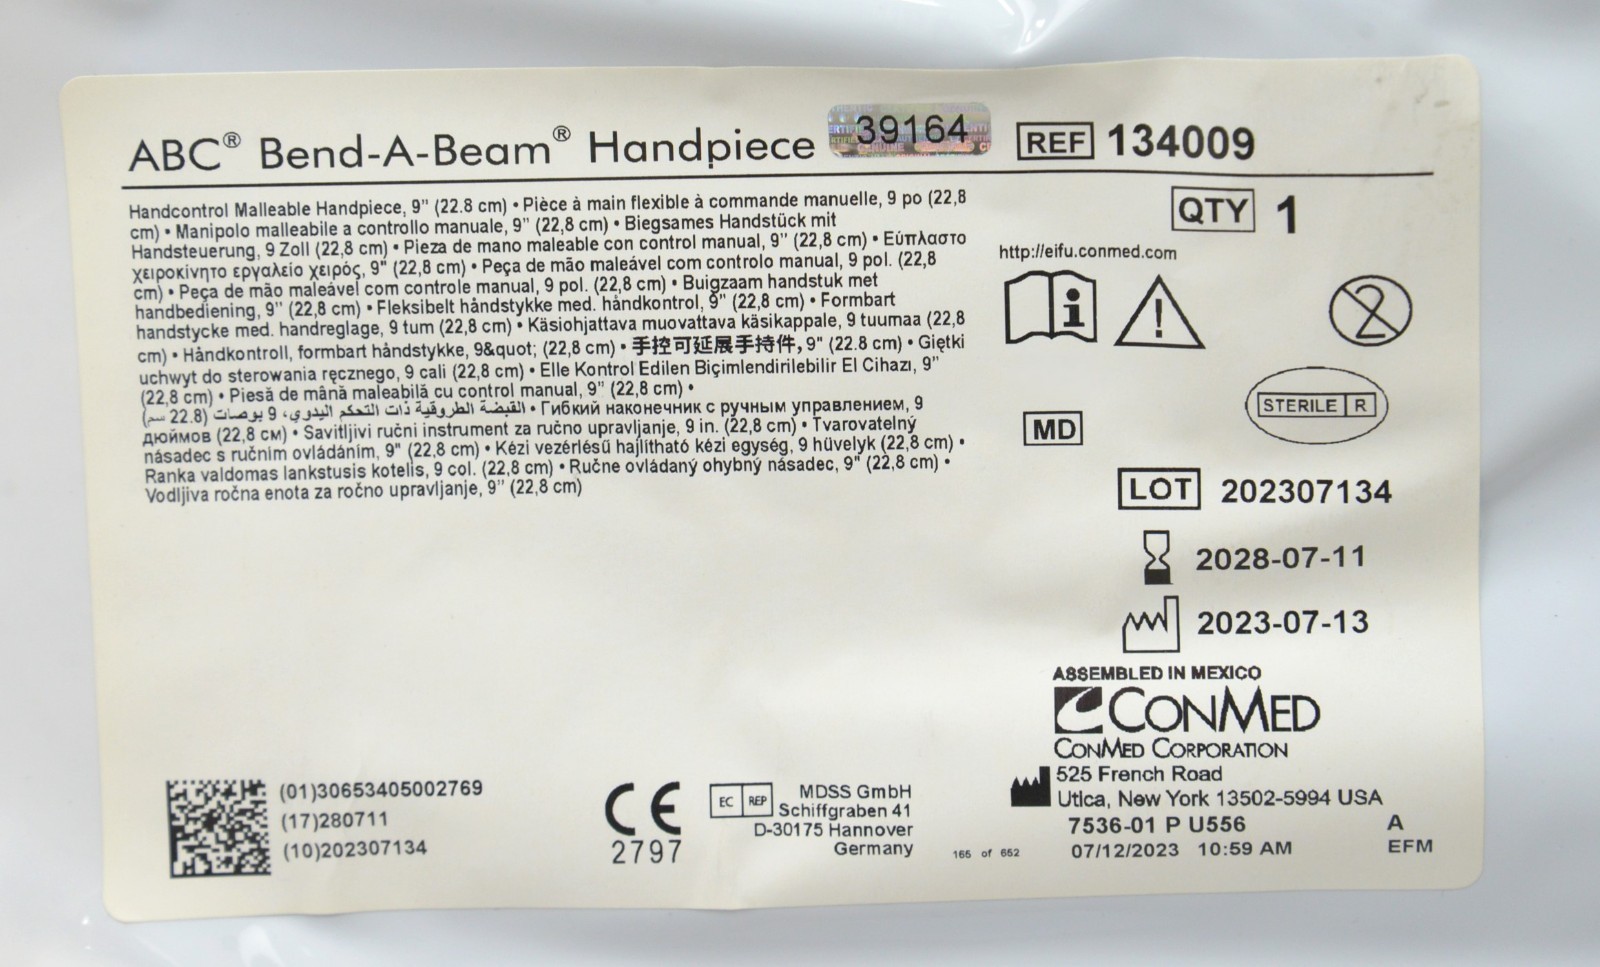 ABC® Bend-A-Beam® Handpiece
39164
REF 134009
Handcontrol Malleable Handpiece, 9" (22.8 cm) • Pièce à main flexible à commande manuelle, 9 po (22,8
cm) • Manipolo malleabile a controllo manuale, 9" (22,8 cm) • Biegsames Handstück mit
Handsteuerung, 9 Zoll (22,8 cm) • Pieza de mano maleable con control manual, 9" (22,8 cm) • Εύπλαστο
χειροκίνητο εργαλείο χειρός, 9" (22,8 cm) • Peça de mão maleável com controlo manual, 9 pol. (22,8
cm) • Peça de mão maleável com controle manual, 9 pol. (22,8 cm) • Buigzaam handstuk met
handbediening, 9" (22,8 cm) • Fleksibelt håndstykke med. håndkontrol, 9" (22,8 cm) • Formbart
handstycke med. handreglage, 9 tum (22,8 cm) • Käsiohjattava muovattava käsikappale, 9 tuumaa (22,8
cm) • Håndkontroll, formbart håndstykke, 9&quot; (22,8 cm) • 手控可延展手持件, 9" (22.8 cm) • Giętki
uchwyt do sterowania ręcznego, 9 cali (22,8 cm) • Elle Kontrol Edilen Biçimlendirilebilir El Cihazı, 9"
(22,8 cm) • Piesă de mână maleabilă cu control manual, 9" (22,8 cm) •
القبضة الطروقية ذات التحكم اليدوي، 9 بوصات (22.8 سم) • Гибкий наконечник с ручным управлением, 9
дюймов (22,8 см) • Savitljivi ručni instrument za ručno upravljanje, 9 in. (22,8 cm) • Tvarovatelný
násadec s ručním ovládáním, 9" (22,8 cm) • Kézi vezérlésű hajlítható kézi egység, 9 hüvelyk (22,8 cm) •
Ranka valdomas lankstusis kotelis, 9 col. (22,8 cm) • Ručne ovládaný ohybný násadec, 9" (22,8 cm) •
Vodljiva ročna enota za ročno upravljanje, 9" (22,8 cm)
QTY 1
http://eifu.conmed.com
2
STERILE R
MD
LOT 202307134
2028-07-11
2023-07-13
ASSEMBLED IN MEXICO
CONMED
CONMED CORPORATION
525 French Road
Utica, New York 13502-5994 USA
7536-01 P U556 A
07/12/2023 10:59 AM EFM
(01)30653405002769
(17)280711
(10)202307134
CE
2797
EC REP
MDSS GmbH
Schiffgraben 41
D-30175 Hannover
Germany
165 of 652